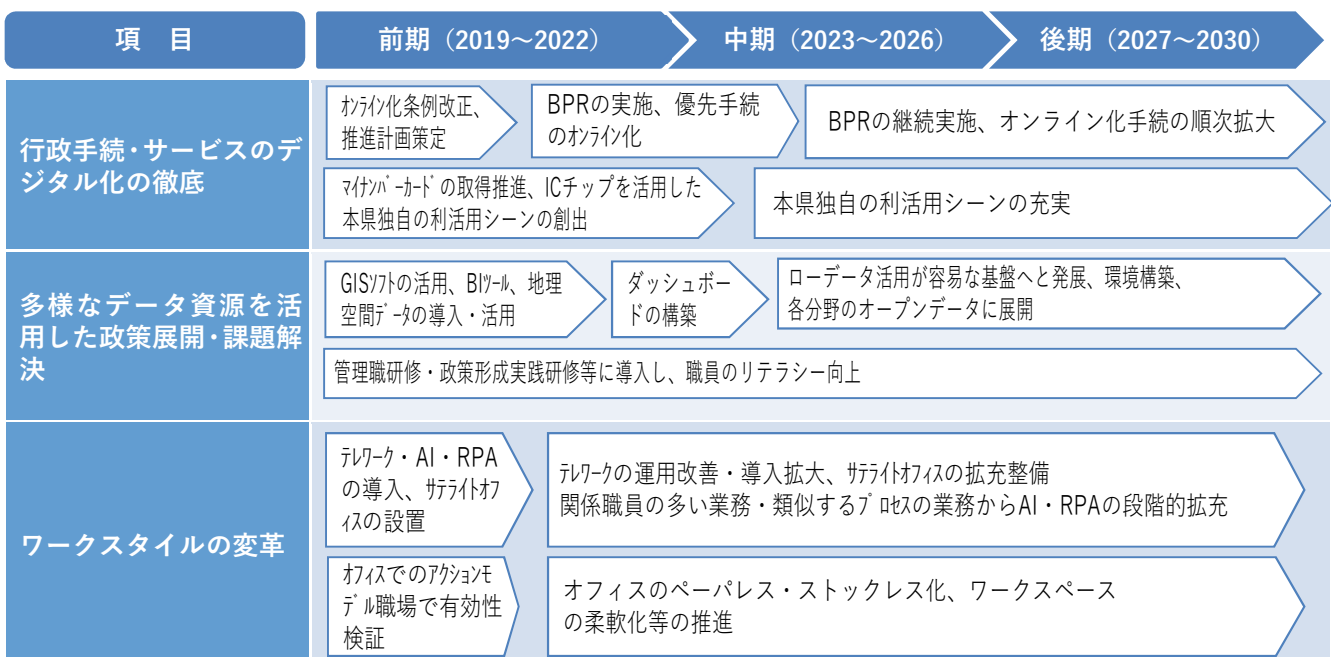 項　目
前期（2019～2022）
中期（2023～2026）
後期（2027～2030）
行政手続・サービスのデ
ジタル化の徹底
ｵﾝﾗｲﾝ化条例改正、
推進計画策定
BPRの実施、優先手続
のｵﾝﾗｲﾝ化
BPRの継続実施、オンライン化手続の順次拡大
ﾏｲﾅﾝﾊﾞｰｶｰﾄﾞの取得推進、ICチップを活用した
本県独自の利活用シーンの創出
本県独自の利活用シーンの充実
多様なデータ資源を活
用した政策展開・課題解
決
GISｿﾌﾄの活用、BIﾂｰﾙ、地理
空間ﾃﾞｰﾀの導入・活用
ダッシュボー
ドの構築
ローデータ活用が容易な基盤へと発展、環境構築、
各分野のオープンデータに展開
管理職研修・政策形成実践研修等に導入し、職員のリテラシー向上
ワークスタイルの変革
ﾃﾚﾜｰｸ・AI・RPA
の導入、ｻﾃﾗｲﾄｵﾌ
ｨｽの設置
ﾃﾚﾜｰｸの運用改善・導入拡大、ｻﾃﾗｲﾄｵﾌｨｽの拡充整備
関係職員の多い業務・類似するﾌﾟﾛｾｽの業務からAI・RPAの段階的拡充
ｵﾌｨｽでのｱｸｼｮﾝﾓ
ﾃﾞﾙ職場で有効性
検証
オフィスのペーパレス・ストックレス化、ワークスペース
の柔軟化等の推進